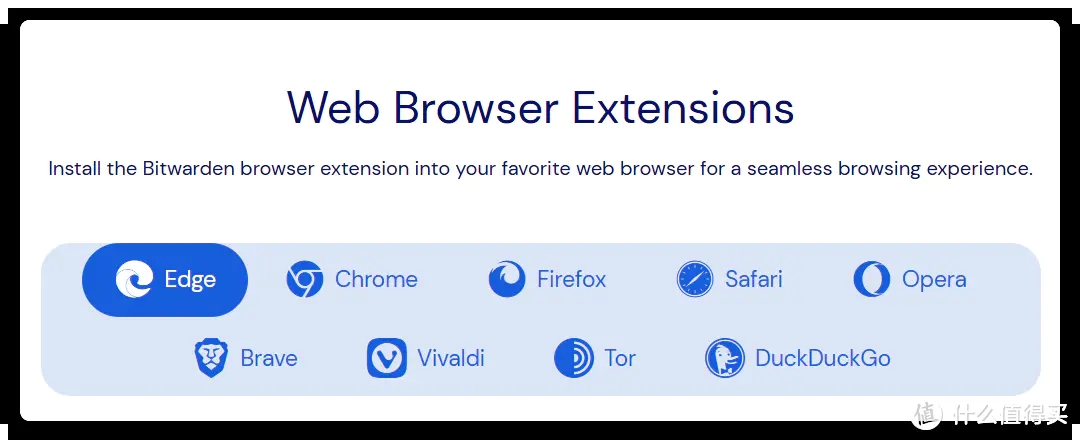 Web Browser Extensions
Install the Bitwarden browser extension into your favorite web browser for a seamless browsing experience.
Edge Chrome Firefox Safari Opera
Brave Vivaldi Tor DuckDuckGo
值 什么值得买